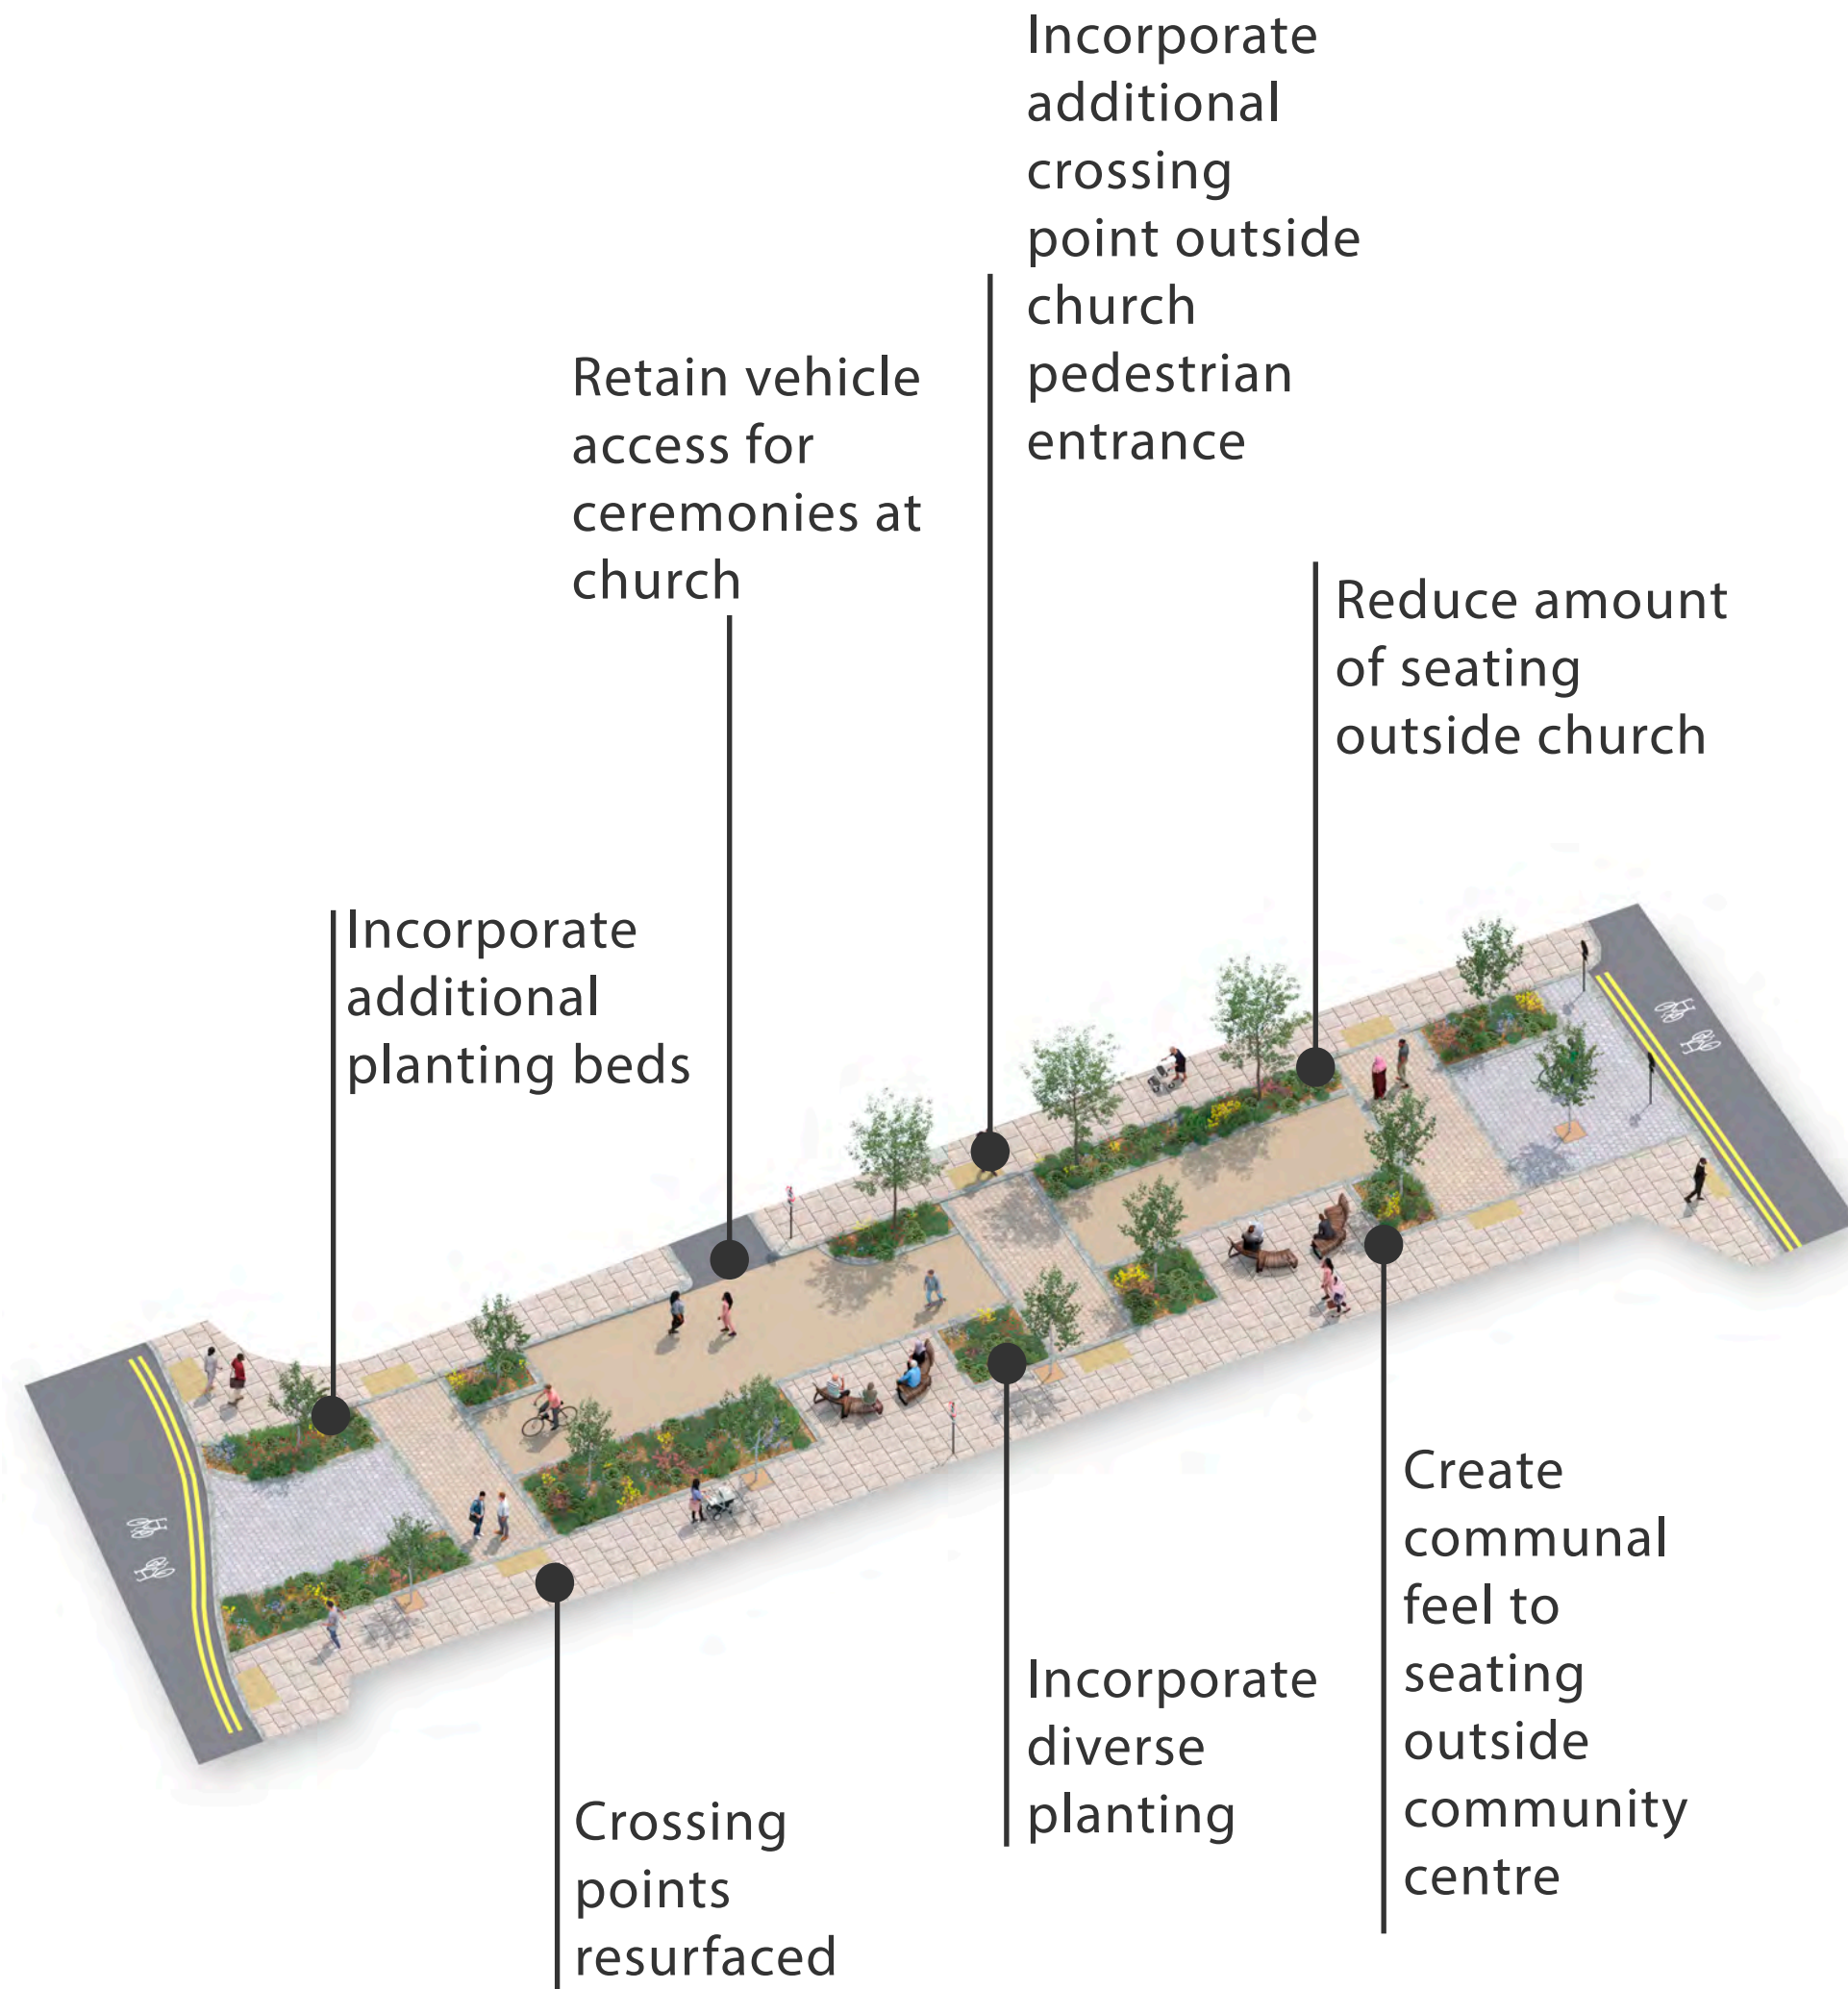 Incorporate
additional
crossing
point outside
church
pedestrian
entrance
Retain vehicle
access for
ceremonies at
church
Reduce amount
of seating
outside church
Incorporate
additional
planting beds
Create
communal
feel to
seating
outside
community
centre
Incorporate
diverse
planting
Crossing
points
resurfaced